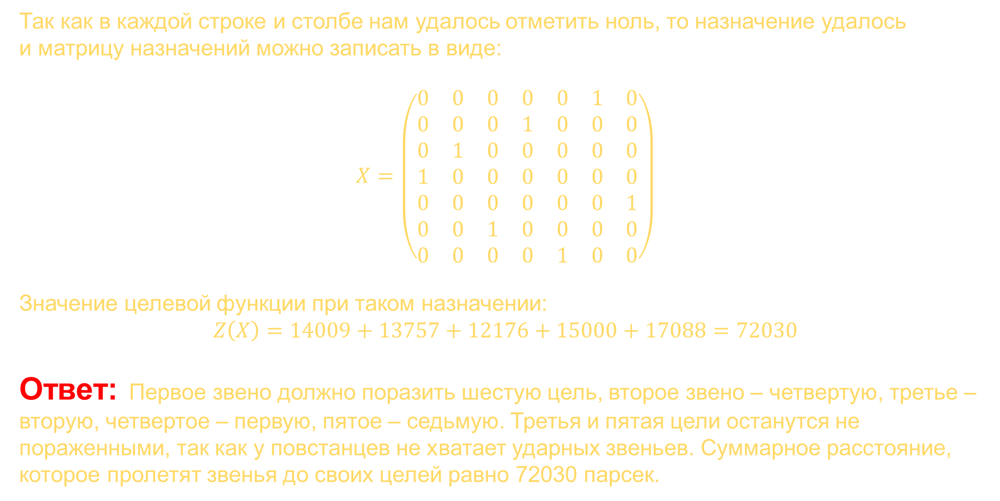 Так как в каждой строке и столбе нам удалось отметить ноль, то назначение удалось
и матрицу назначений можно записать в виде:
0 0 0 0 0 1 0
0 0 0 1 0 0 0
0 1 0 0 0 0 0
X = 1 0 0 0 0 0 0
0 0 0 0 0 0 1
0 0 1 0 0 0 0
0 0 0 0 1 0 0
Значение целевой функции при таком назначении:
Z(X) = 14009 + 13757 + 12176 + 15000 + 17088 = 72030
Ответ: Первое звено должно поразить шестую цель, второе звено – четвертую, третье –
вторую, четвертое – первую, пятое – седьмую. Третья и пятая цели останутся не
пораженными, так как у повстанцев не хватает ударных звеньев. Суммарное расстояние,
которое пролетят звенья до своих целей равно 72030 парсек.